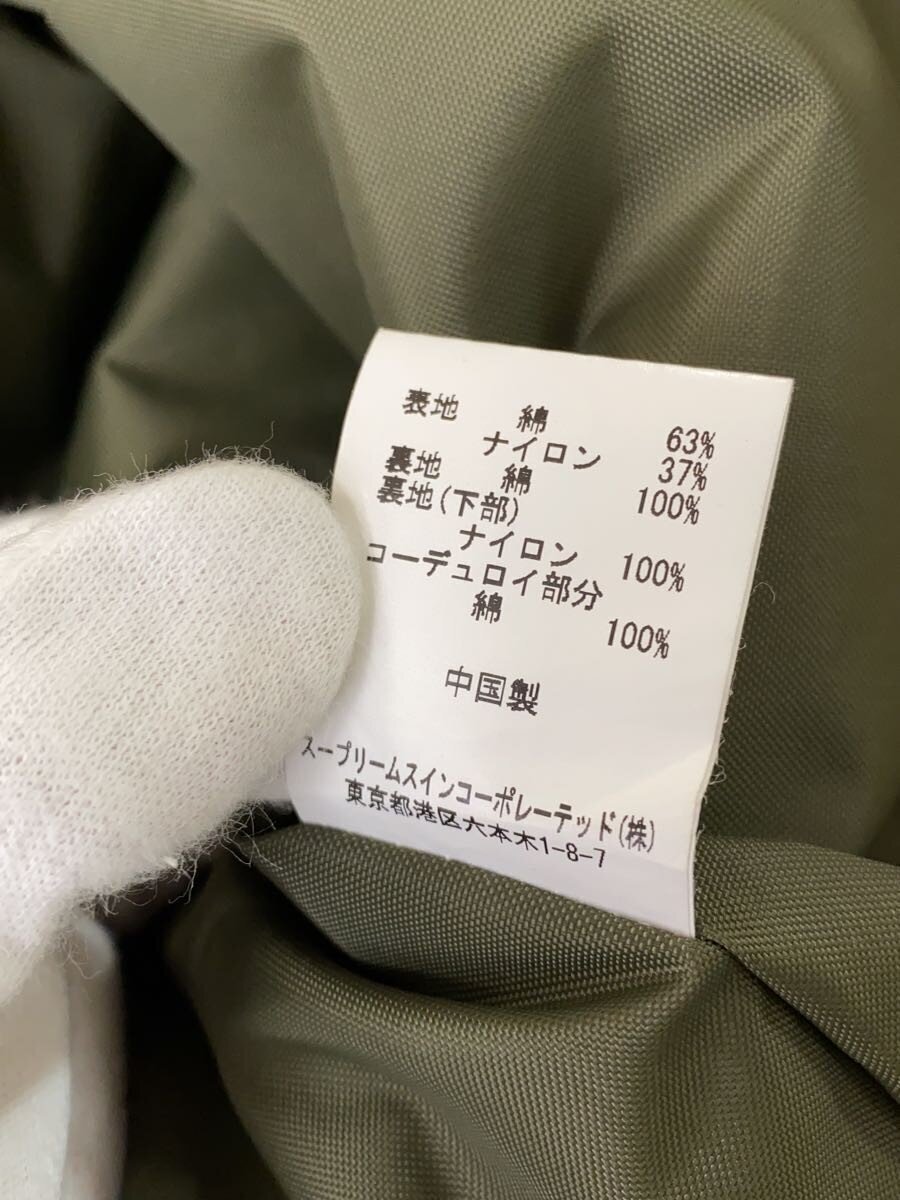 表地 綿 63%
ナイロン 37%
裏地 綿 100%
裏地(下部)
ナイロン 100%
コーデュロイ部分
綿 100%
中国製
スープリームスインコーポレーテッド(株)
東京都港区六本木1-8-7